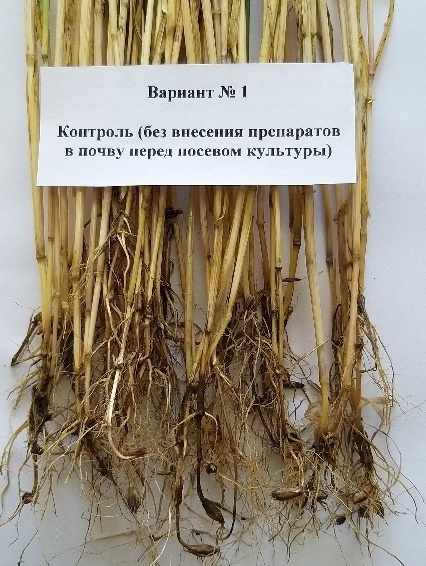 Вариант № 1
Контроль (без внесения препаратов
в почву перед посевом культуры)